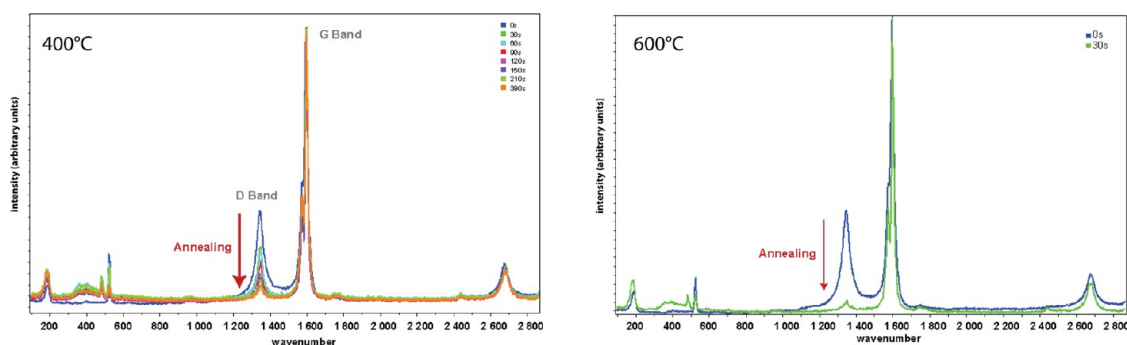 400°C
G Band
0s
30s
60s
90s
120s
150s
210s
390s
D Band
Annealing
intensity (arbitrary units)
200 400 600 800 1 000 1 200 1 400 1 600 1 800 2 000 2 200 2 400 2 600 2 800
wavenumber
600°C
0s
30s
Annealing
intensity (arbitrary units)
200 400 600 800 1 000 1 200 1 400 1 600 1 800 2 000 2 200 2 400 2 600 2 800
wavenumber